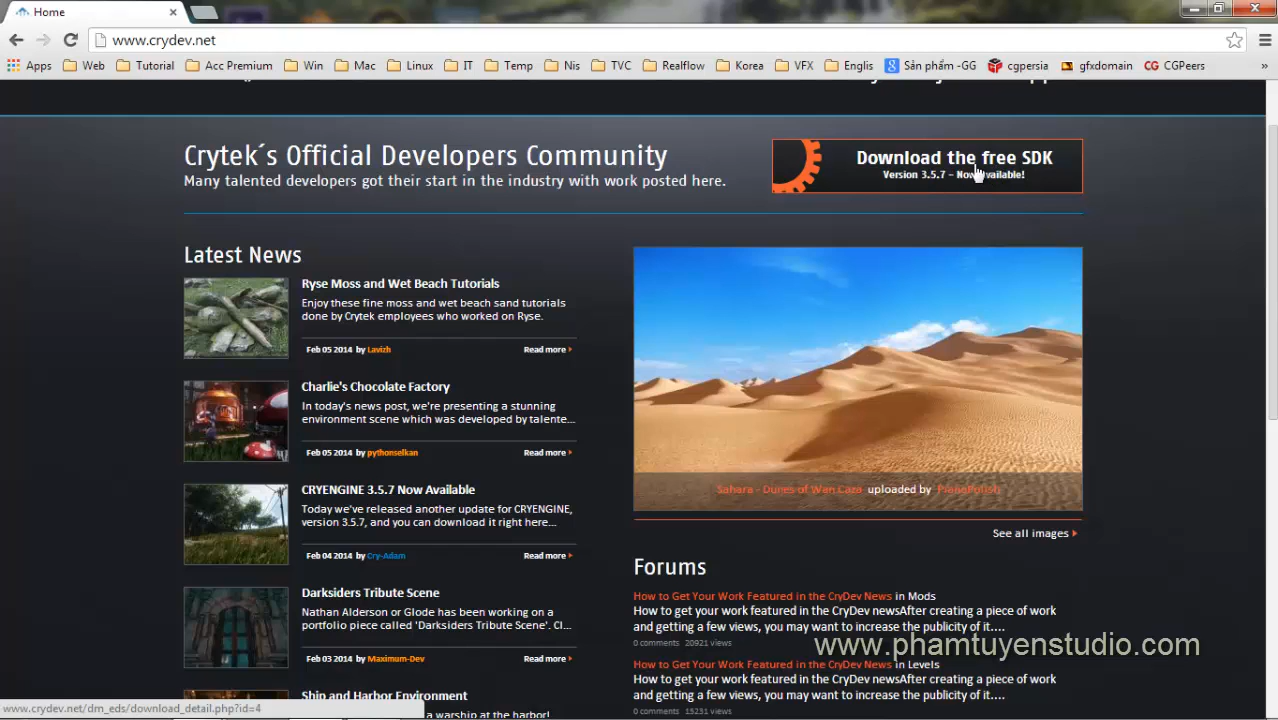 Home
www.crydev.net
Apps Web Tutorial Acc Premium Win Mac Linux IT Temp Nis TVC Realflow Korea VFX Englis Sản phẩm -GG cgpersia gfxdomain CG CGPeers »
Crytek´s Official Developers Community
Many talented developers got their start in the industry with work posted here.
Download the free SDK
Version 3.5.7 – Now available!
Latest News
Ryse Moss and Wet Beach Tutorials
Enjoy these fine moss and wet beach sand tutorials
done by Crytek employees who worked on Ryse.
Feb 05 2014 by Lavizh Read more
Charlie's Chocolate Factory
In today's news post, we're presenting a stunning
environment scene which was developed by talente...
Feb 05 2014 by pythonselkan Read more
CRYENGINE 3.5.7 Now Available
Today we've released another update for CRYENGINE,
version 3.5.7, and you can download it right here...
Feb 04 2014 by Cry-Adam Read more
Darksiders Tribute Scene
Nathan Alderson or Glode has been working on a
portfolio piece called 'Darksiders Tribute Scene'. Cl...
Feb 03 2014 by Maximum-Dev Read more
Ship and Harbor Environment
a warship at the harbor!
Sahara - Dunes of Wan Caza uploaded by
See all images
Forums
How to Get Your Work Featured in the CryDev News in Mods
How to get your work featured in the CryDev newsAfter creating a piece of work
and getting a few views, you may want to increase the publicity of it....
0 comments 20921 views
How to Get Your Work Featured in the CryDev News in Levels
How to get your work featured in the CryDev newsAfter creating a piece of work
and getting a few views, you may want to increase the publicity of it....
0 comments 15231 views
www.phamtuyenstudio.com
www.crydev.net/dm_eds/download_detail.php?id=4